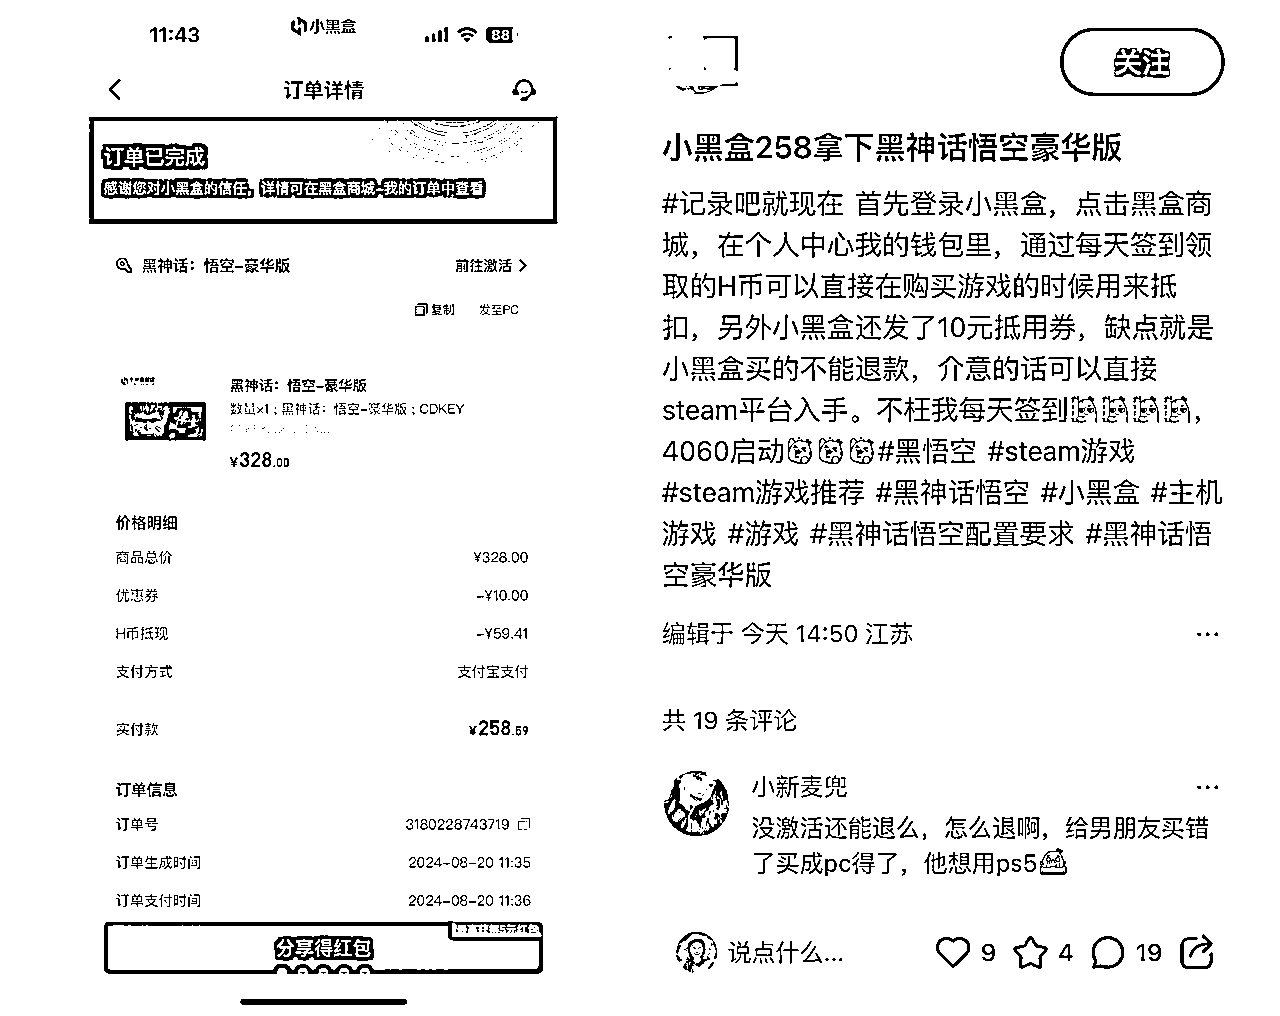 11:43
小黑盒
88
订单详情
订单已完成
感谢您对小黑盒的信任，详情可在黑盒商城-我的订单中查看
黑神话：悟空-豪华版
前往激活
复制
发至PC
黑神话：悟空-豪华版
数量x1；黑神话：悟空-豪华版；CDKEY
¥328.00
价格明细
商品总价
¥328.00
优惠券
-¥10.00
H币抵现
-¥59.41
支付方式
支付宝支付
实付款
¥258.59
订单信息
订单号
3180228743719
订单生成时间
2024-08-20 11:35
订单支付时间
2024-08-20 11:36
分享得红包
关注
小黑盒258拿下黑神话悟空豪华版
#记录吧就现在 首先登录小黑盒，点击黑盒商
城，在个人中心我的钱包里，通过每天签到领
取的H币可以直接在购买游戏的时候用来抵
扣，另外小黑盒还发了10元抵用券，缺点就是
小黑盒买的不能退款，介意的话可以直接
steam平台入手。不枉我每天签到，
4060启动#黑悟空 #steam游戏
#steam游戏推荐 #黑神话悟空 #小黑盒 #主机
游戏 #游戏 #黑神话悟空配置要求 #黑神话悟
空豪华版
编辑于 今天 14:50 江苏
共 19 条评论
小新麦兜
没激活还能退么，怎么退啊，给男朋友买错
了买成pc得了，他想用ps5
说点什么...
9
4
19